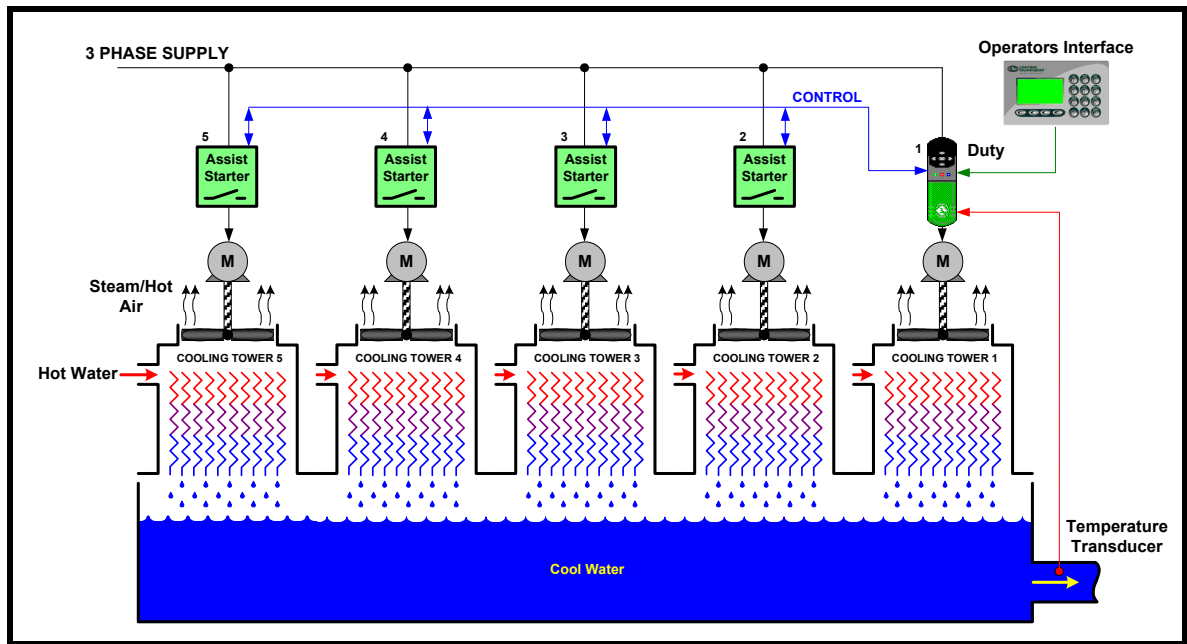 3 PHASE SUPPLY
Operators Interface
CONTROL TECHNIQUES
CONTROL
5
4
3
2
1
Duty
Assist
Starter
Assist
Starter
Assist
Starter
Assist
Starter
M
M
M
M
M
Steam/Hot
Air
COOLING TOWER 5
COOLING TOWER 4
COOLING TOWER 3
COOLING TOWER 2
COOLING TOWER 1
Hot Water
Temperature
Transducer
Cool Water